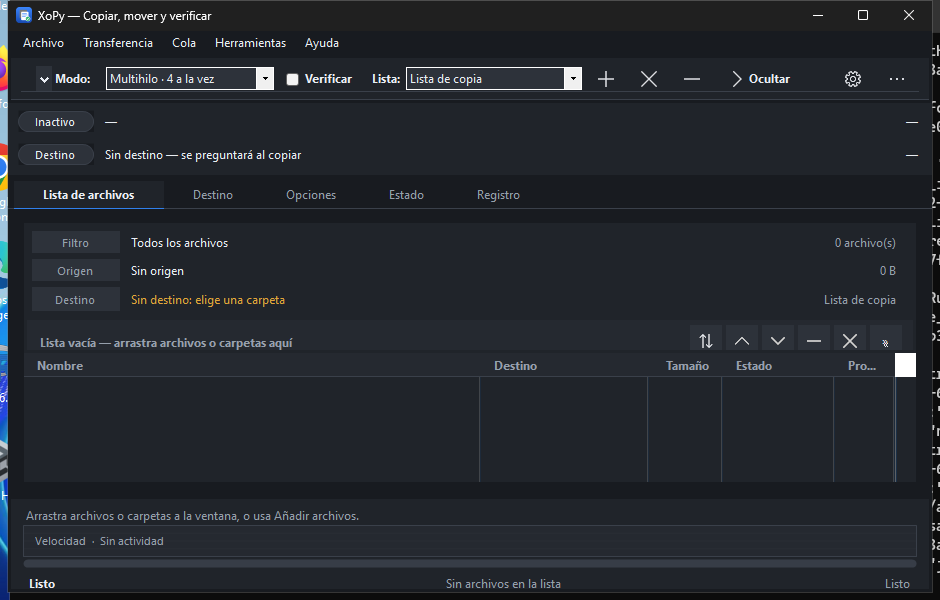 XoPy — Copiar, mover y verificar
Archivo Transferencia Cola Herramientas Ayuda
Modo: Multihilo · 4 a la vez Verificar Lista: Lista de copia Ocultar ...
Inactivo — —
Destino Sin destino — se preguntará al copiar —
Lista de archivos Destino Opciones Estado Registro
Filtro Todos los archivos 0 archivo(s)
Origen Sin origen 0 B
Destino Sin destino: elige una carpeta Lista de copia
Lista vacía — arrastra archivos o carpetas aquí
Nombre Destino Tamaño Estado Pro...
Arrastra archivos o carpetas a la ventana, o usa Añadir archivos.
Velocidad · Sin actividad
Listo Sin archivos en la lista Listo